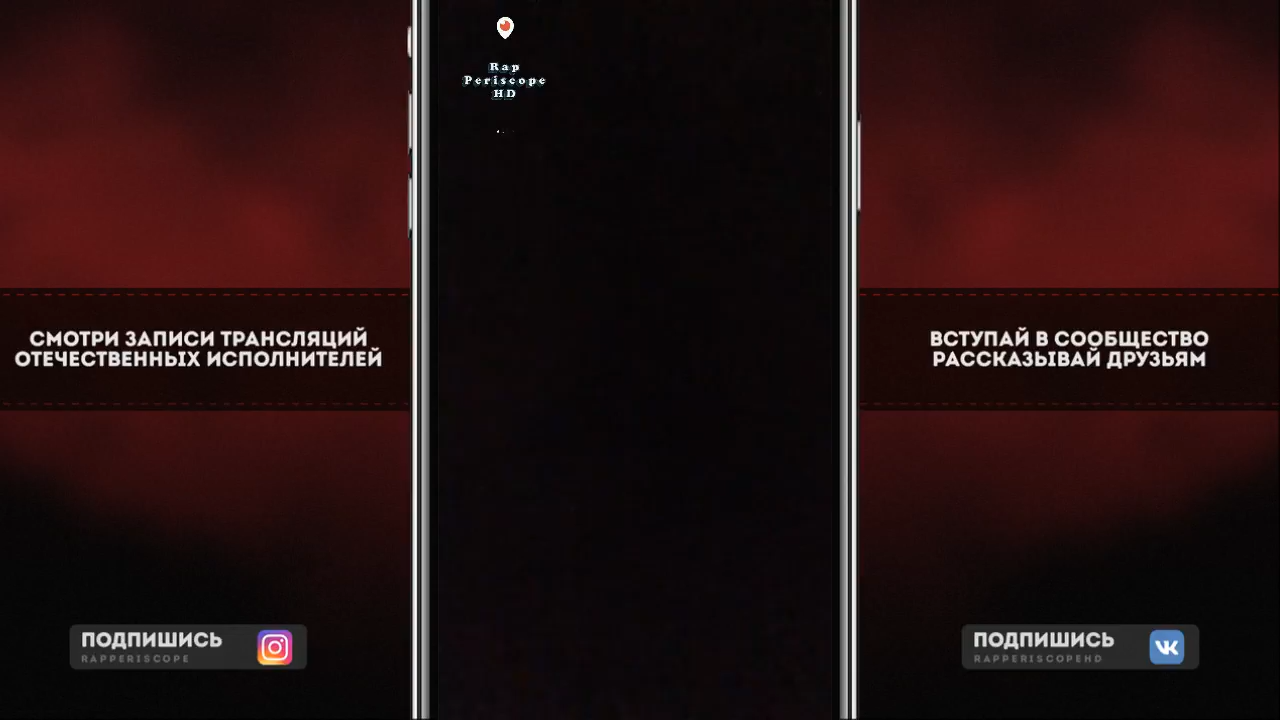 Rap
Periscope
HD
СМОТРИ ЗАПИСИ ТРАНСЛЯЦИЙ
ОТЕЧЕСТВЕННЫХ ИСПОЛНИТЕЛЕЙ
ВСТУПАЙ В СООБЩЕСТВО
РАССКАЗЫВАЙ ДРУЗЬЯМ
ПОДПИШИСЬ
RAPPERISCOPE
ПОДПИШИСЬ
RAPPERISCOPEHD